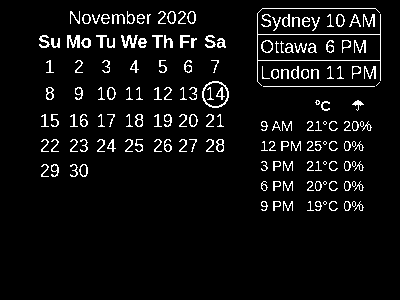 November 2020
Su Mo Tu We Th Fr Sa
1 2 3 4 5 6 7
8 9 10 11 12 13 14
15 16 17 18 19 20 21
22 23 24 25 26 27 28
29 30
Sydney 10 AM
Ottawa 6 PM
London 11 PM
°C ☂
9 AM 21°C 20%
12 PM 25°C 0%
3 PM 21°C 0%
6 PM 20°C 0%
9 PM 19°C 0%